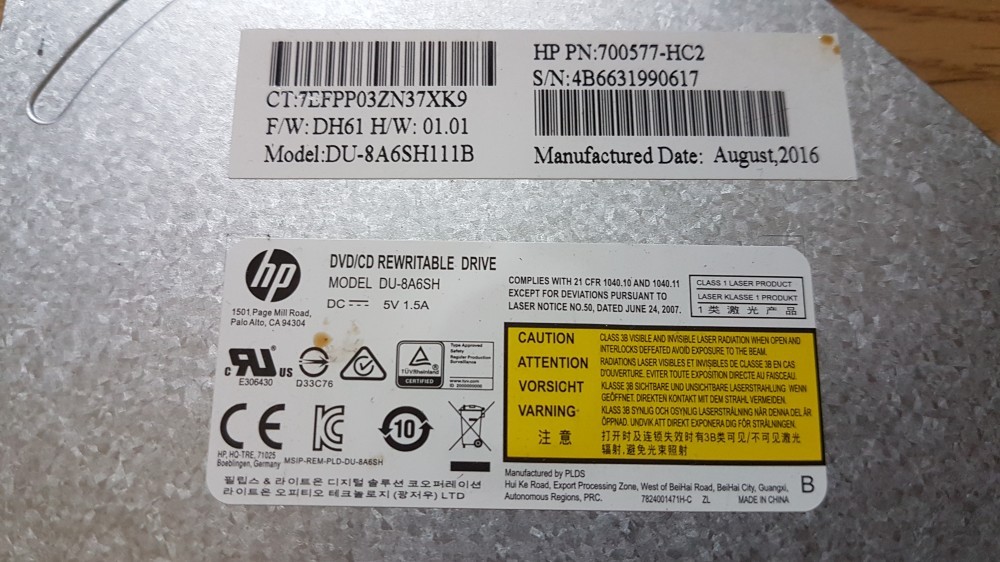 CT:7EFPP03ZN37XK9
F/W: DH61 H/W: 01.01
Model:DU-8A6SH111B
HP PN:700577-HC2
S/N:4B6631990617
Manufactured Date: August,2016
hp
1501 Page Mill Road,
Palo Alto, CA 94304
DVD/CD REWRITABLE DRIVE
MODEL DU-8A6SH
DC 5V 1.5A
COMPLIES WITH 21 CFR 1040.10 AND 1040.11
EXCEPT FOR DEVIATIONS PURSUANT TO
LASER NOTICE NO.50, DATED JUNE 24, 2007.
CLASS 1 LASER PRODUCT
LASER KLASSE 1 PRODUKT
1 类 激 光 产 品
c RU US
E306430
D33C76
TÜVRheinland
CERTIFIED
Type Approved
Safety
Regular Production
Surveillance
CE
10
HP, HQ-TRE, 71025
Boeblingen, Germany
MSIP-REM-PLD-DU-8A6SH
필립스 & 라이트온 디지털 솔루션 코오퍼레이션
라이트온 오피티오 테크놀로지 (광저우) LTD
CAUTION CLASS 3B VISIBLE AND INVISIBLE LASER RADIATION WHEN OPEN AND
INTERLOCKS DEFEATED AVOID EXPOSURE TO THE BEAM.
ATTENTION RADIATIONS LASER VISIBLES ET INVISIBLES DE CLASSE 3B EN CAS
D'OUVERTURE. EVITER TOUTE EXPOSITION DIRECTE AU FAISCEAU.
VORSICHT KLASSE 3B SICHTBARE UND UNSICHTBARE LASERSTRAHLUNG WENN
GEÖFFNET. DIREKTEN KONTAKT MIT DEM STRAHL VERMEIDEN.
VARNING KLASS 3B SYNLIG OCH OSYNLIG LASERSTRÅLNING NÄR DENNA DEL ÄR
ÖPPNAD. UNDVIK ATT DIREKT EXPONERA DIG FÖR STRÅLNINGEN.
注 意 打开时及连锁失效时有3B类可见/不可见激光
辐射.避免光束照射
Manufactured by PLDS
Hui Ke Road, Export Processing Zone, West of BeiHai Road, BeiHai City, Guangxi,
Autonomous Regions, PRC. 7824001471H-C ZL MADE IN CHINA
B